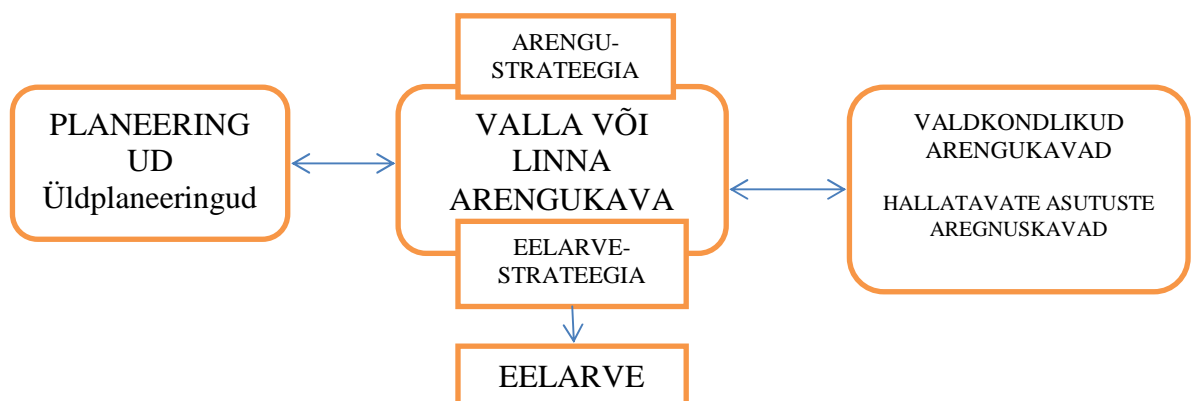 ARENGU-
STRATEEGIA
PLANEERING
UD
Üldplaneeringud
VALLA VÕI
LINNA
ARENGUKAVA
VALDKONDLIKUD
ARENGUKAVAD
HALLATAVATE ASUTUSTE
AREGNUSKAVAD
EELARVE-
STRATEEGIA
EELARVE